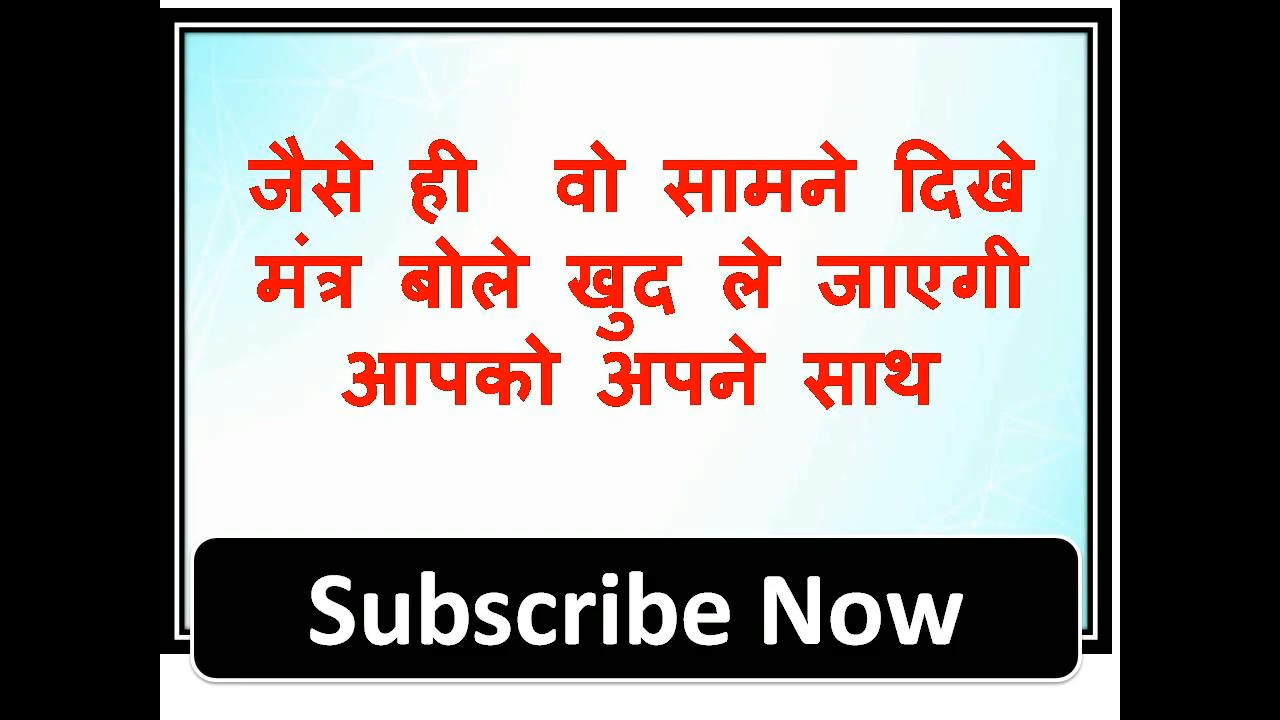 जैसे ही वो सामने दिखे
मंत्र बोले खुद ले जाएगी
आपको अपने साथ
Subscribe Now